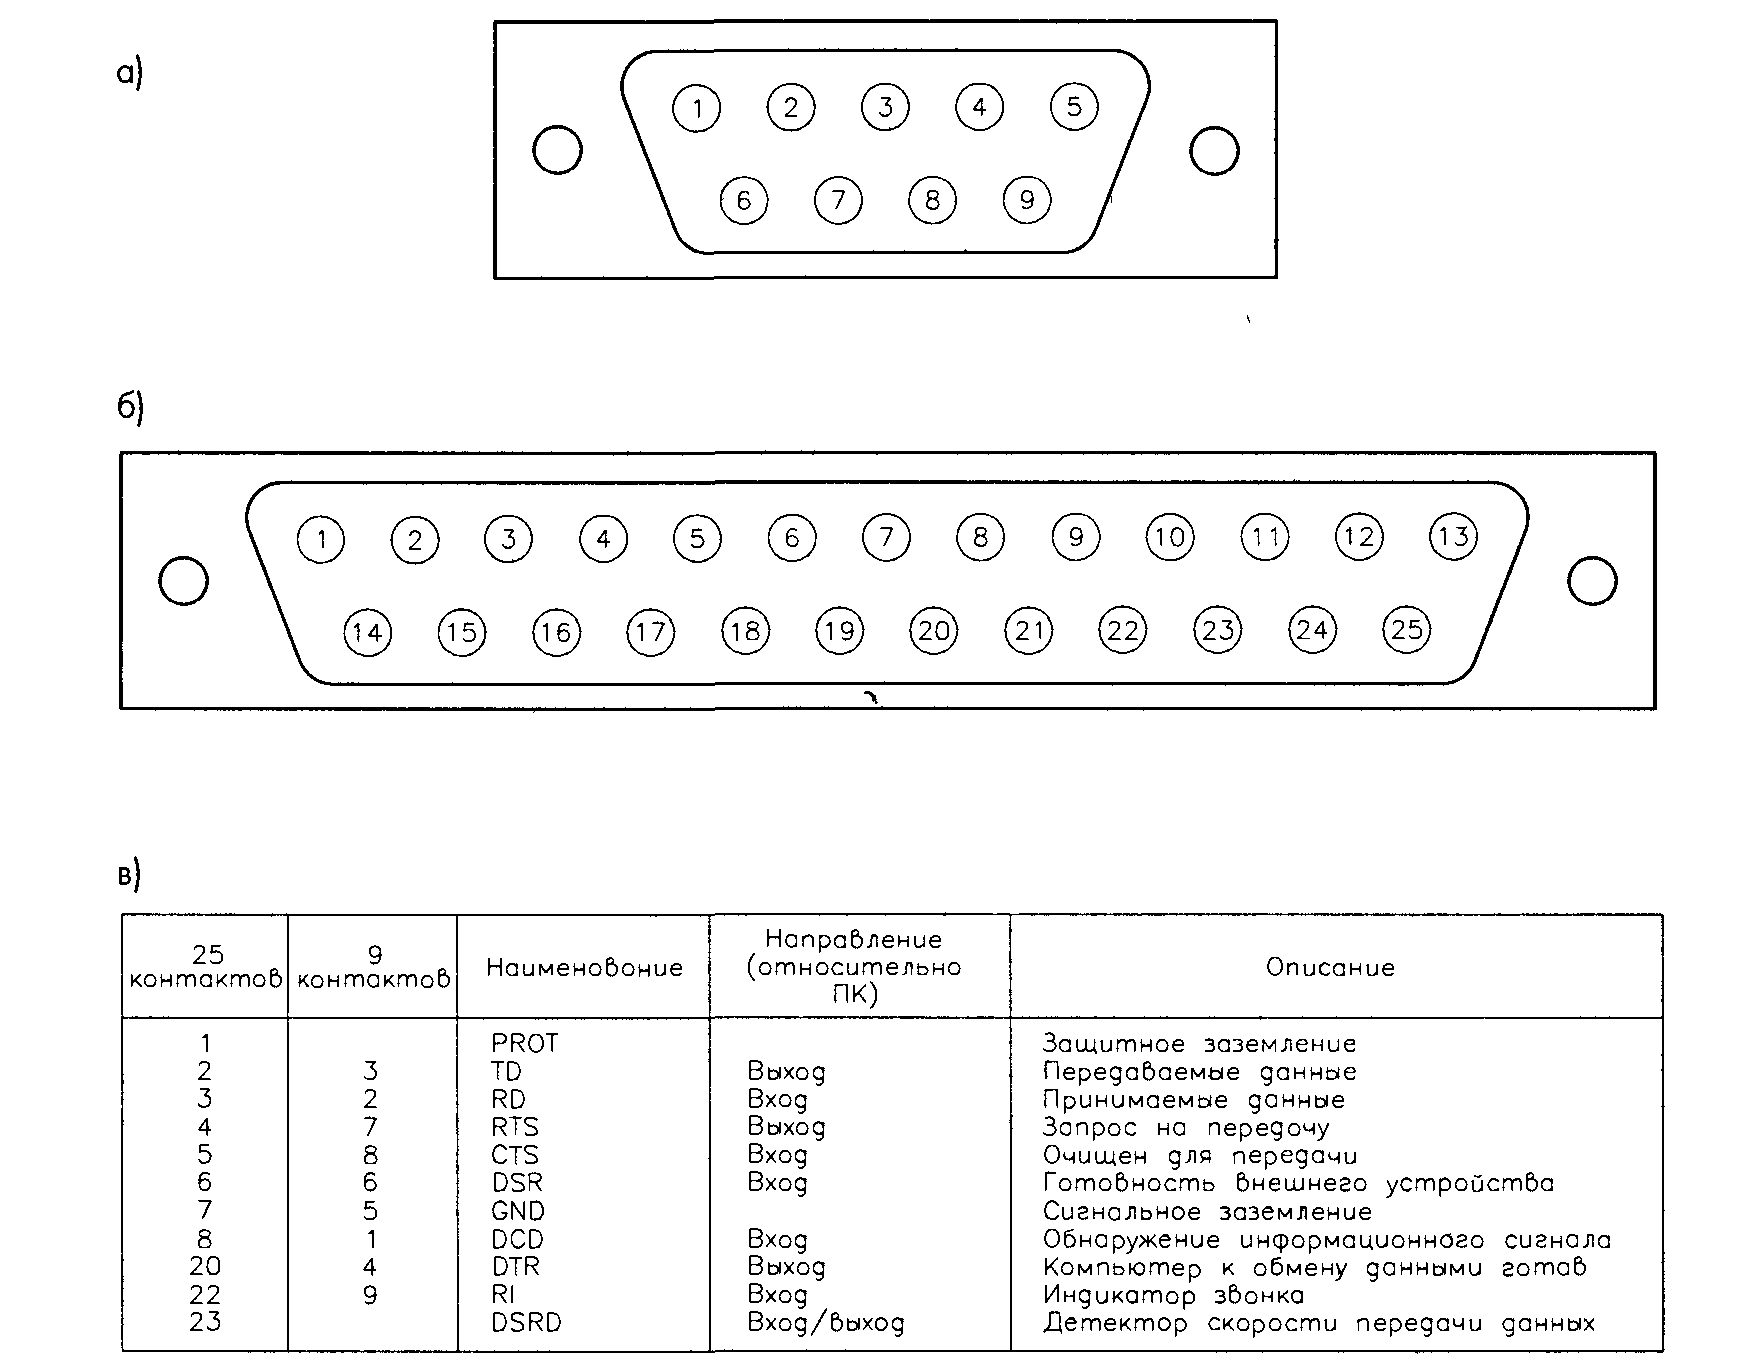 а)
1 2 3 4 5
6 7 8 9
б)
1 2 3 4 5 6 7 8 9 10 11 12 13
14 15 16 17 18 19 20 21 22 23 24 25
в)
25 контактов 9 контактов Наименовоние Направление (относительно ПК) Описание
1 PROT Защитное заземление
2 3 TD Выход Передаваемые данные
3 2 RD Вход Принимаемые данные
4 7 RTS Выход Запрос на передочу
5 8 CTS Вход Очищен для передачи
6 6 DSR Вход Готовность внешнего устройства
7 5 GND Сигнальное заземление
8 1 DCD Вход Обнаружение информационного сигнала
20 4 DTR Выход Компьютер к обмену данными готав
22 9 RI Вход Индикатор звонка
23 DSRD Вход/выход Детектор скорости передачи данных